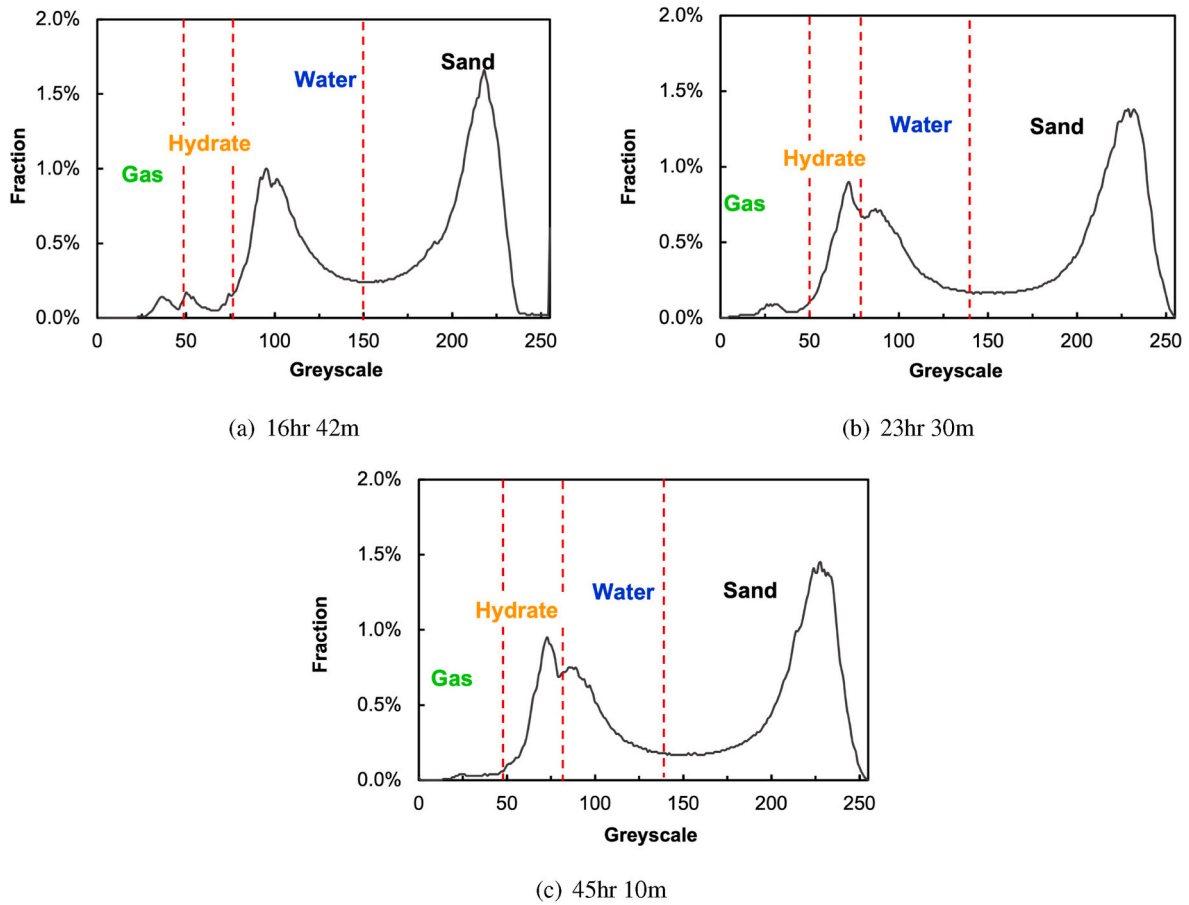 2.0%
1.5%
1.0%
0.5%
0.0%
Fraction
Gas
Hydrate
Water
Sand
0 50 100 150 200 250
Greyscale
(a) 16hr 42m
2.0%
1.5%
1.0%
0.5%
0.0%
Fraction
Gas
Hydrate
Water
Sand
0 50 100 150 200 250
Greyscale
(b) 23hr 30m
2.0%
1.5%
1.0%
0.5%
0.0%
Fraction
Gas
Hydrate
Water
Sand
0 50 100 150 200 250
Greyscale
(c) 45hr 10m